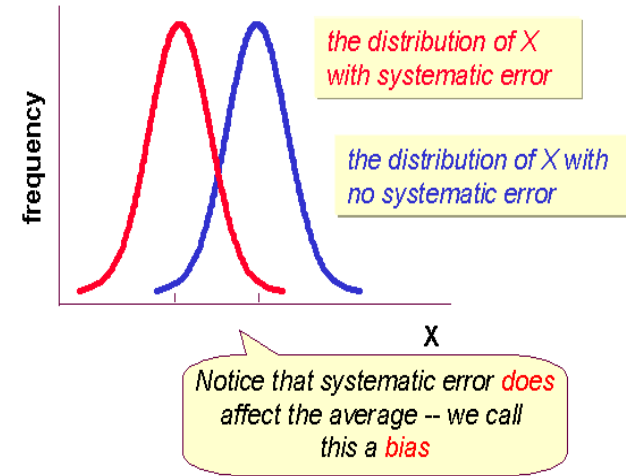 the distribution of X
with systematic error
frequency
the distribution of X with
no systematic error
X
Notice that systematic error does
affect the average -- we call
this a bias